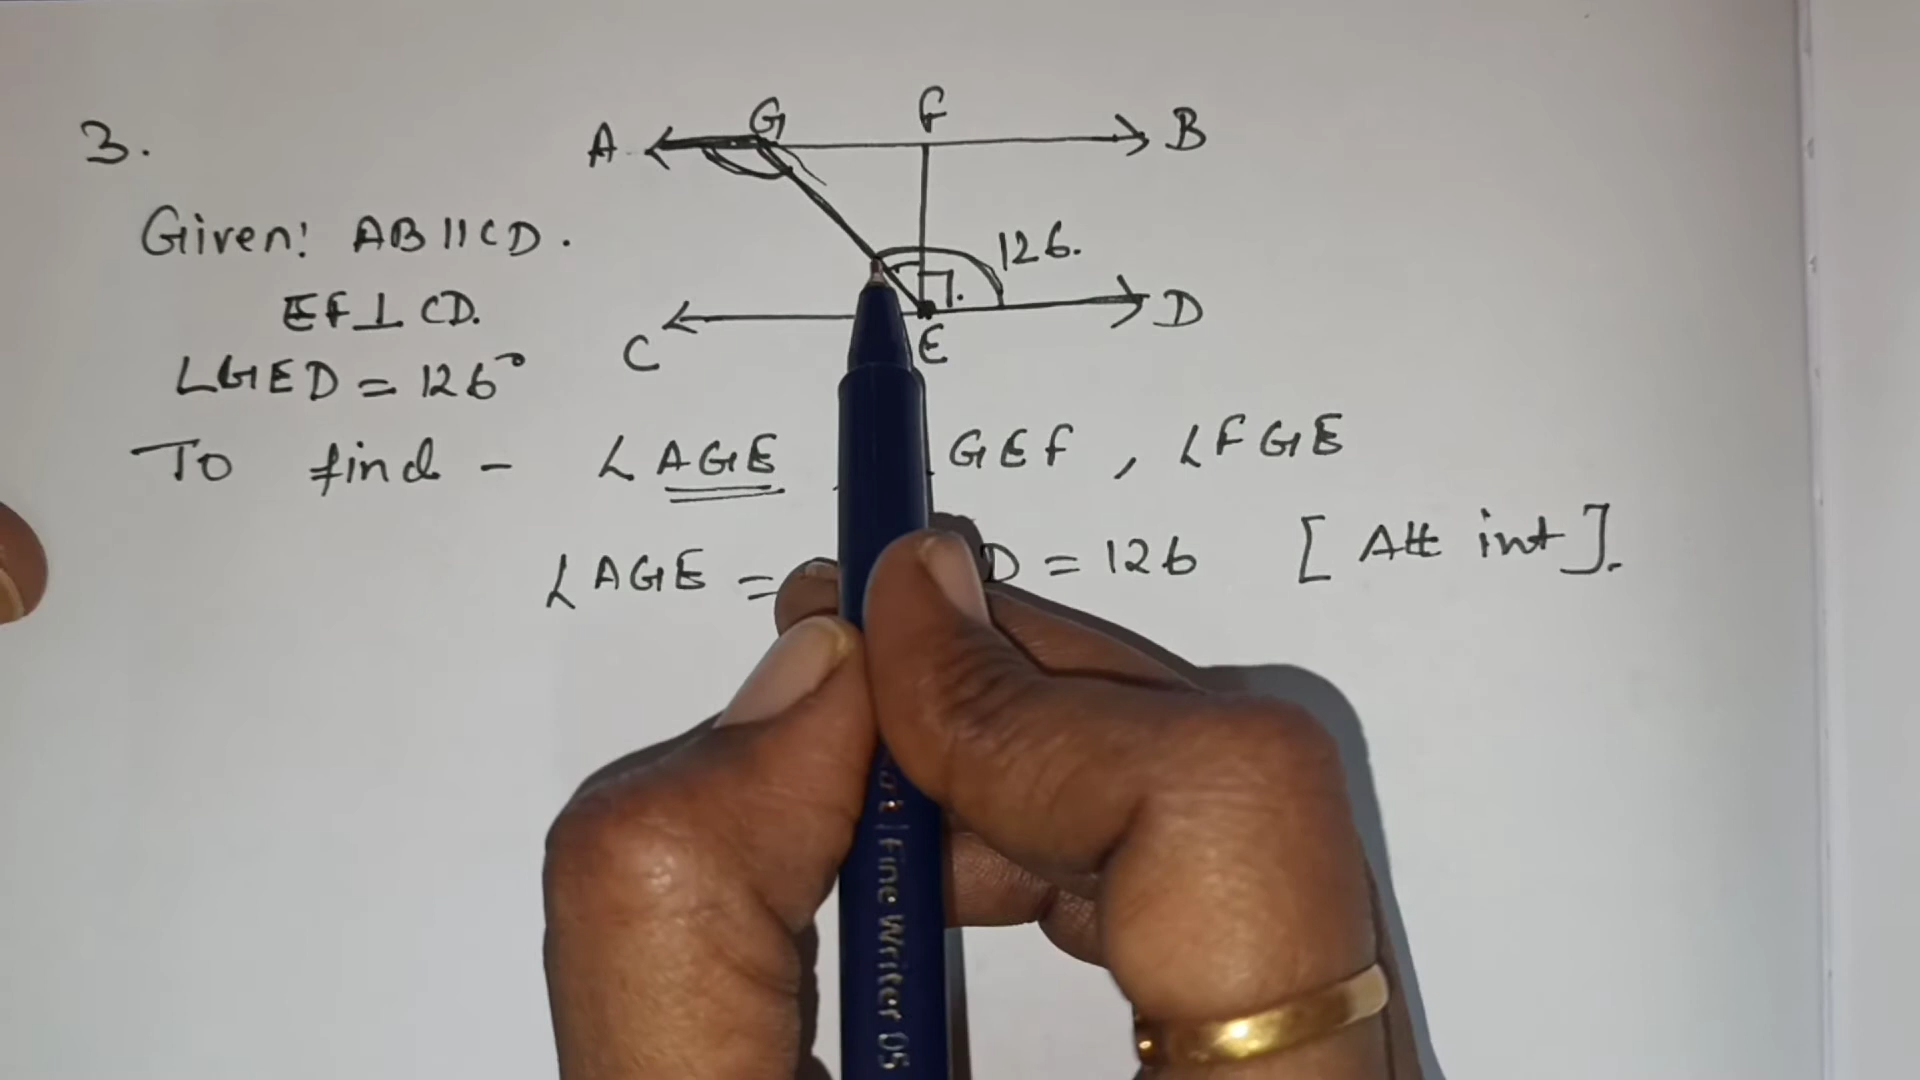 3.
A G F B
Given: AB || CD.
126.
EF ⊥ CD.
C E D
∠GED = 126°
To find - ∠AGE GEF, ∠FGE
∠AGE = D = 126 [Alt int].
Fine Writer 05